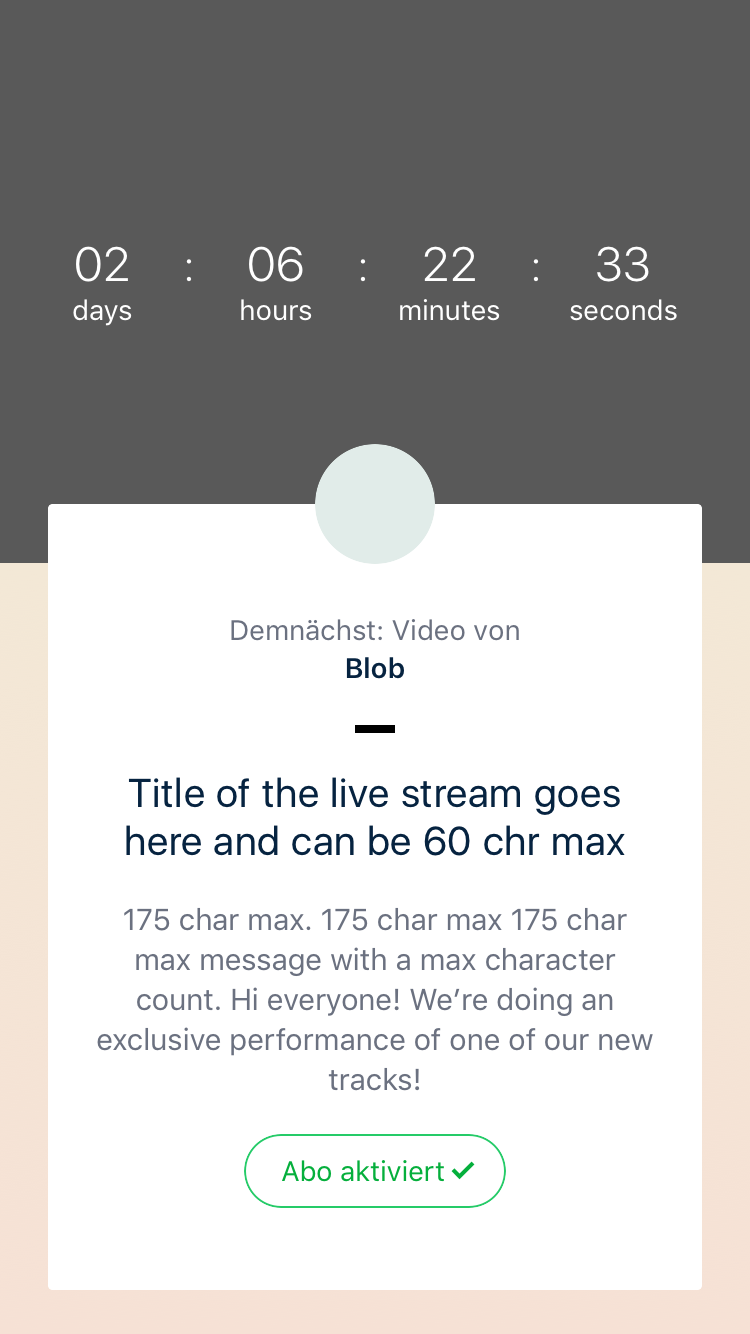 02 : 06 : 22 : 33
days hours minutes seconds
Demnächst: Video von
Blob
Title of the live stream goes
here and can be 60 chr max
175 char max. 175 char max 175 char
max message with a max character
count. Hi everyone! We’re doing an
exclusive performance of one of our new
tracks!
Abo aktiviert ✓